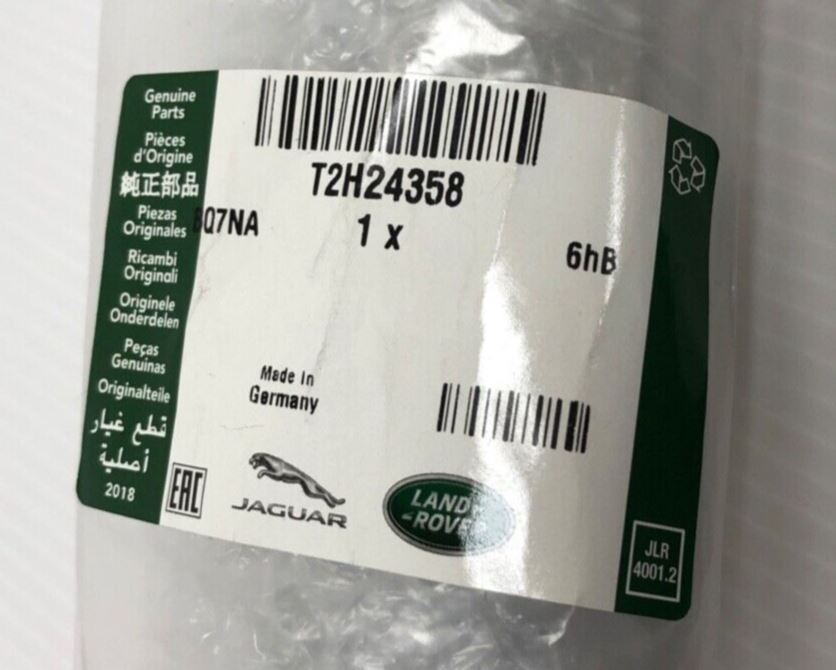 Genuine
Parts
Pièces
d'Origine
純正部品
Piezas
Originales
Ricambi
Originali
Originele
Onderdelen
Peças
Genuinas
Originalteile
قطع غيار
أصلية
2018
T2H24358
1 x
6hB
Made In
Germany
EAC
JAGUAR
LAND
-ROVER
JLR
4001.2